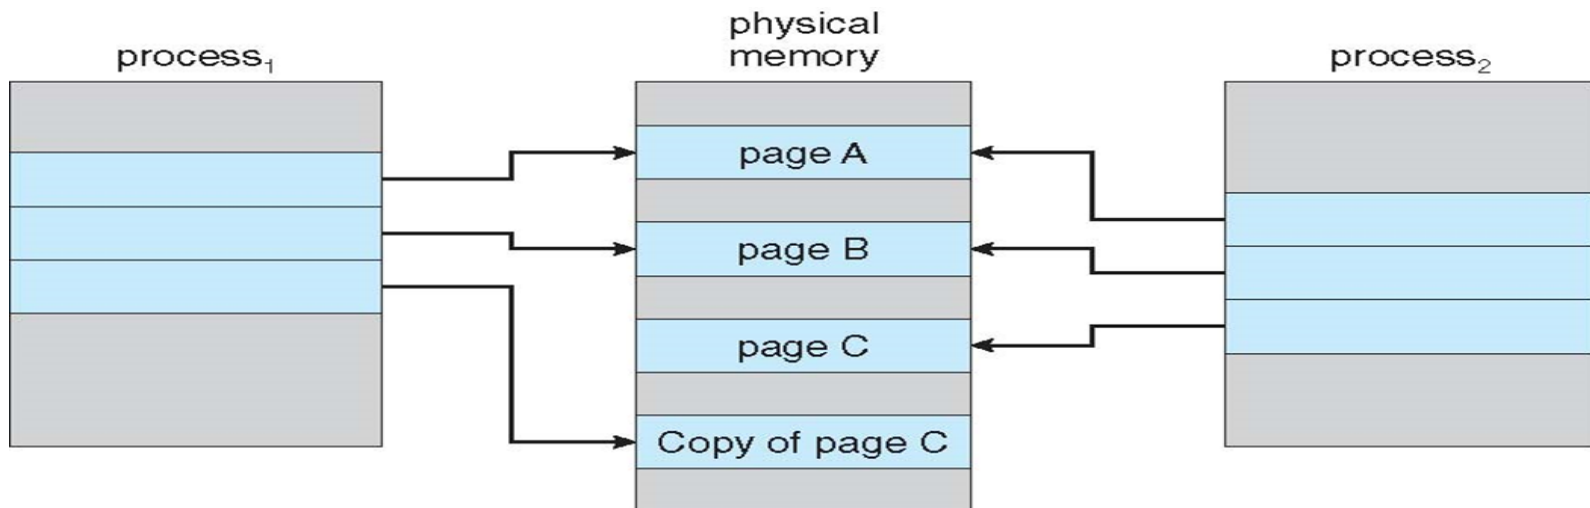 process₁
physical
memory
process₂
page A
page B
page C
Copy of page C